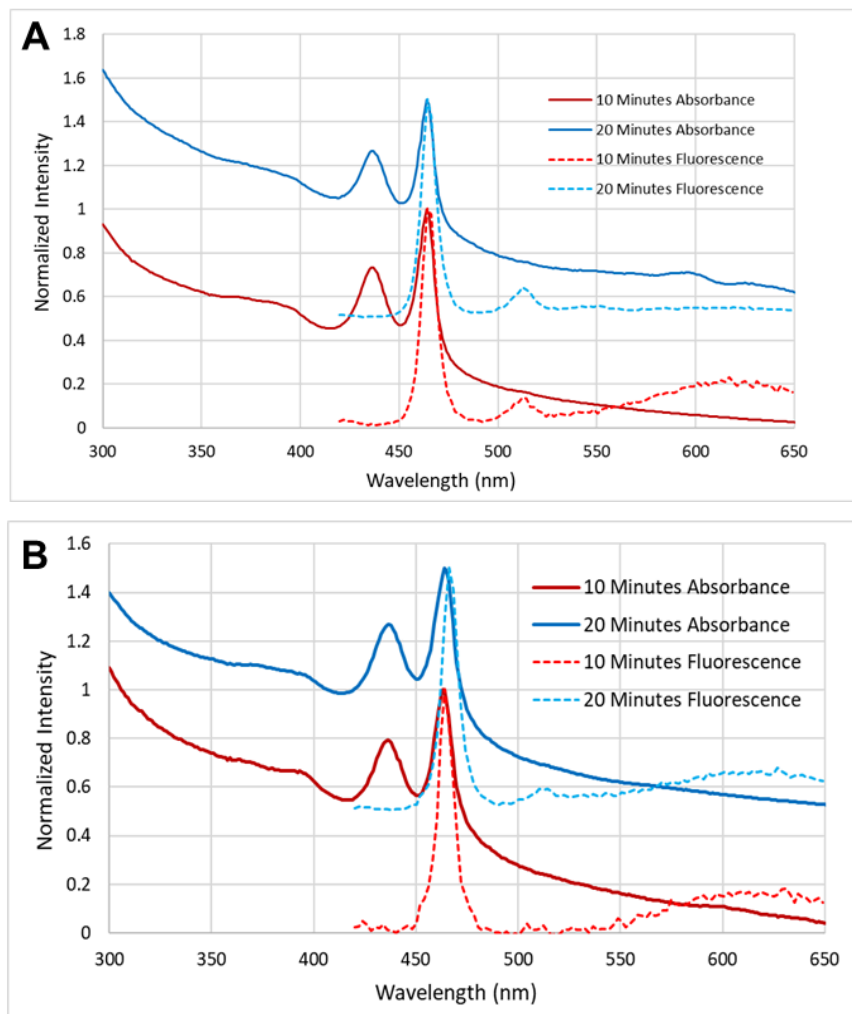 A
1.8
1.6
1.4
1.2
1
0.8
0.6
0.4
0.2
0
Normalized Intensity
10 Minutes Absorbance
20 Minutes Absorbance
10 Minutes Fluorescence
20 Minutes Fluorescence
300 350 400 450 500 550 600 650
Wavelength (nm)
B
1.6
1.4
1.2
1
0.8
0.6
0.4
0.2
0
Normalized Intensity
10 Minutes Absorbance
20 Minutes Absorbance
10 Minutes Fluorescence
20 Minutes Fluorescence
300 350 400 450 500 550 600 650
Wavelength (nm)